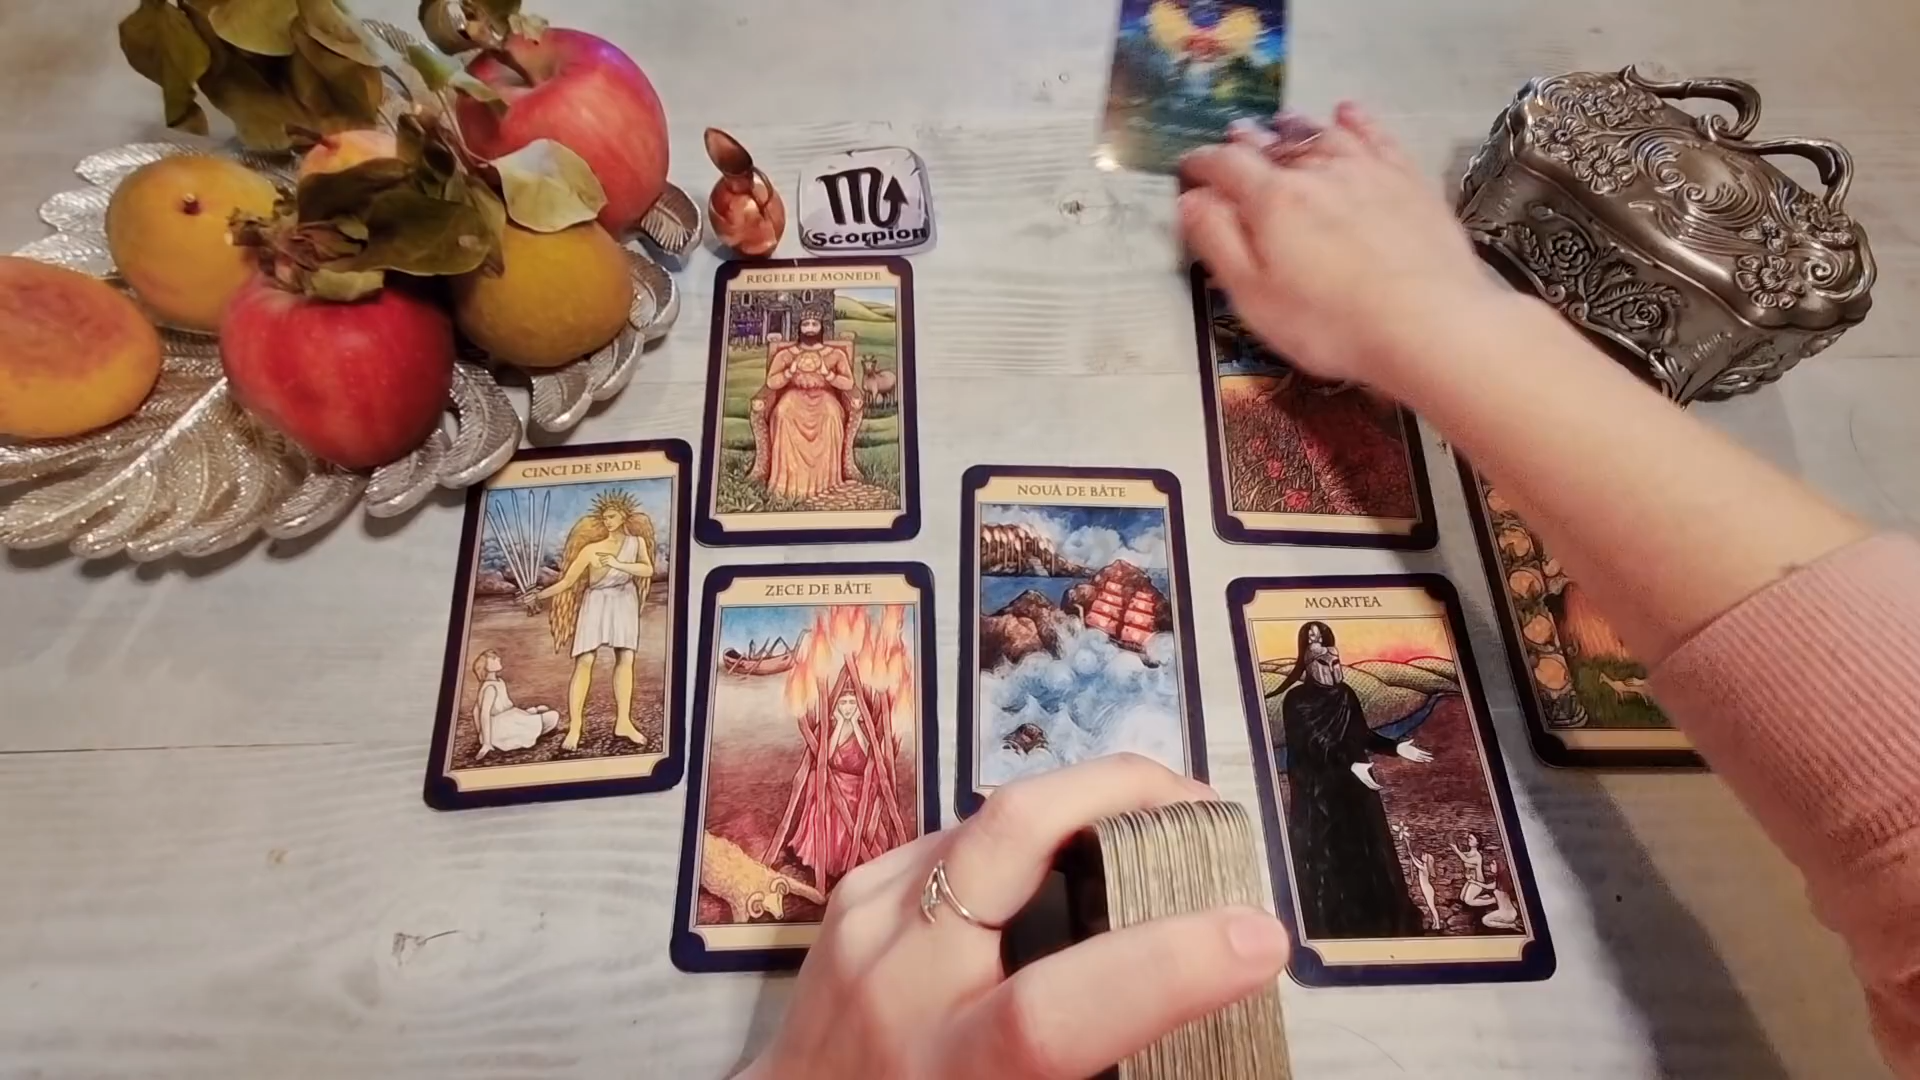 Scorpion
REGELE DE MONEDE
CINCI DE SPADE
NOUĂ DE BÂTE
ZECE DE BÂTE
MOARTEA